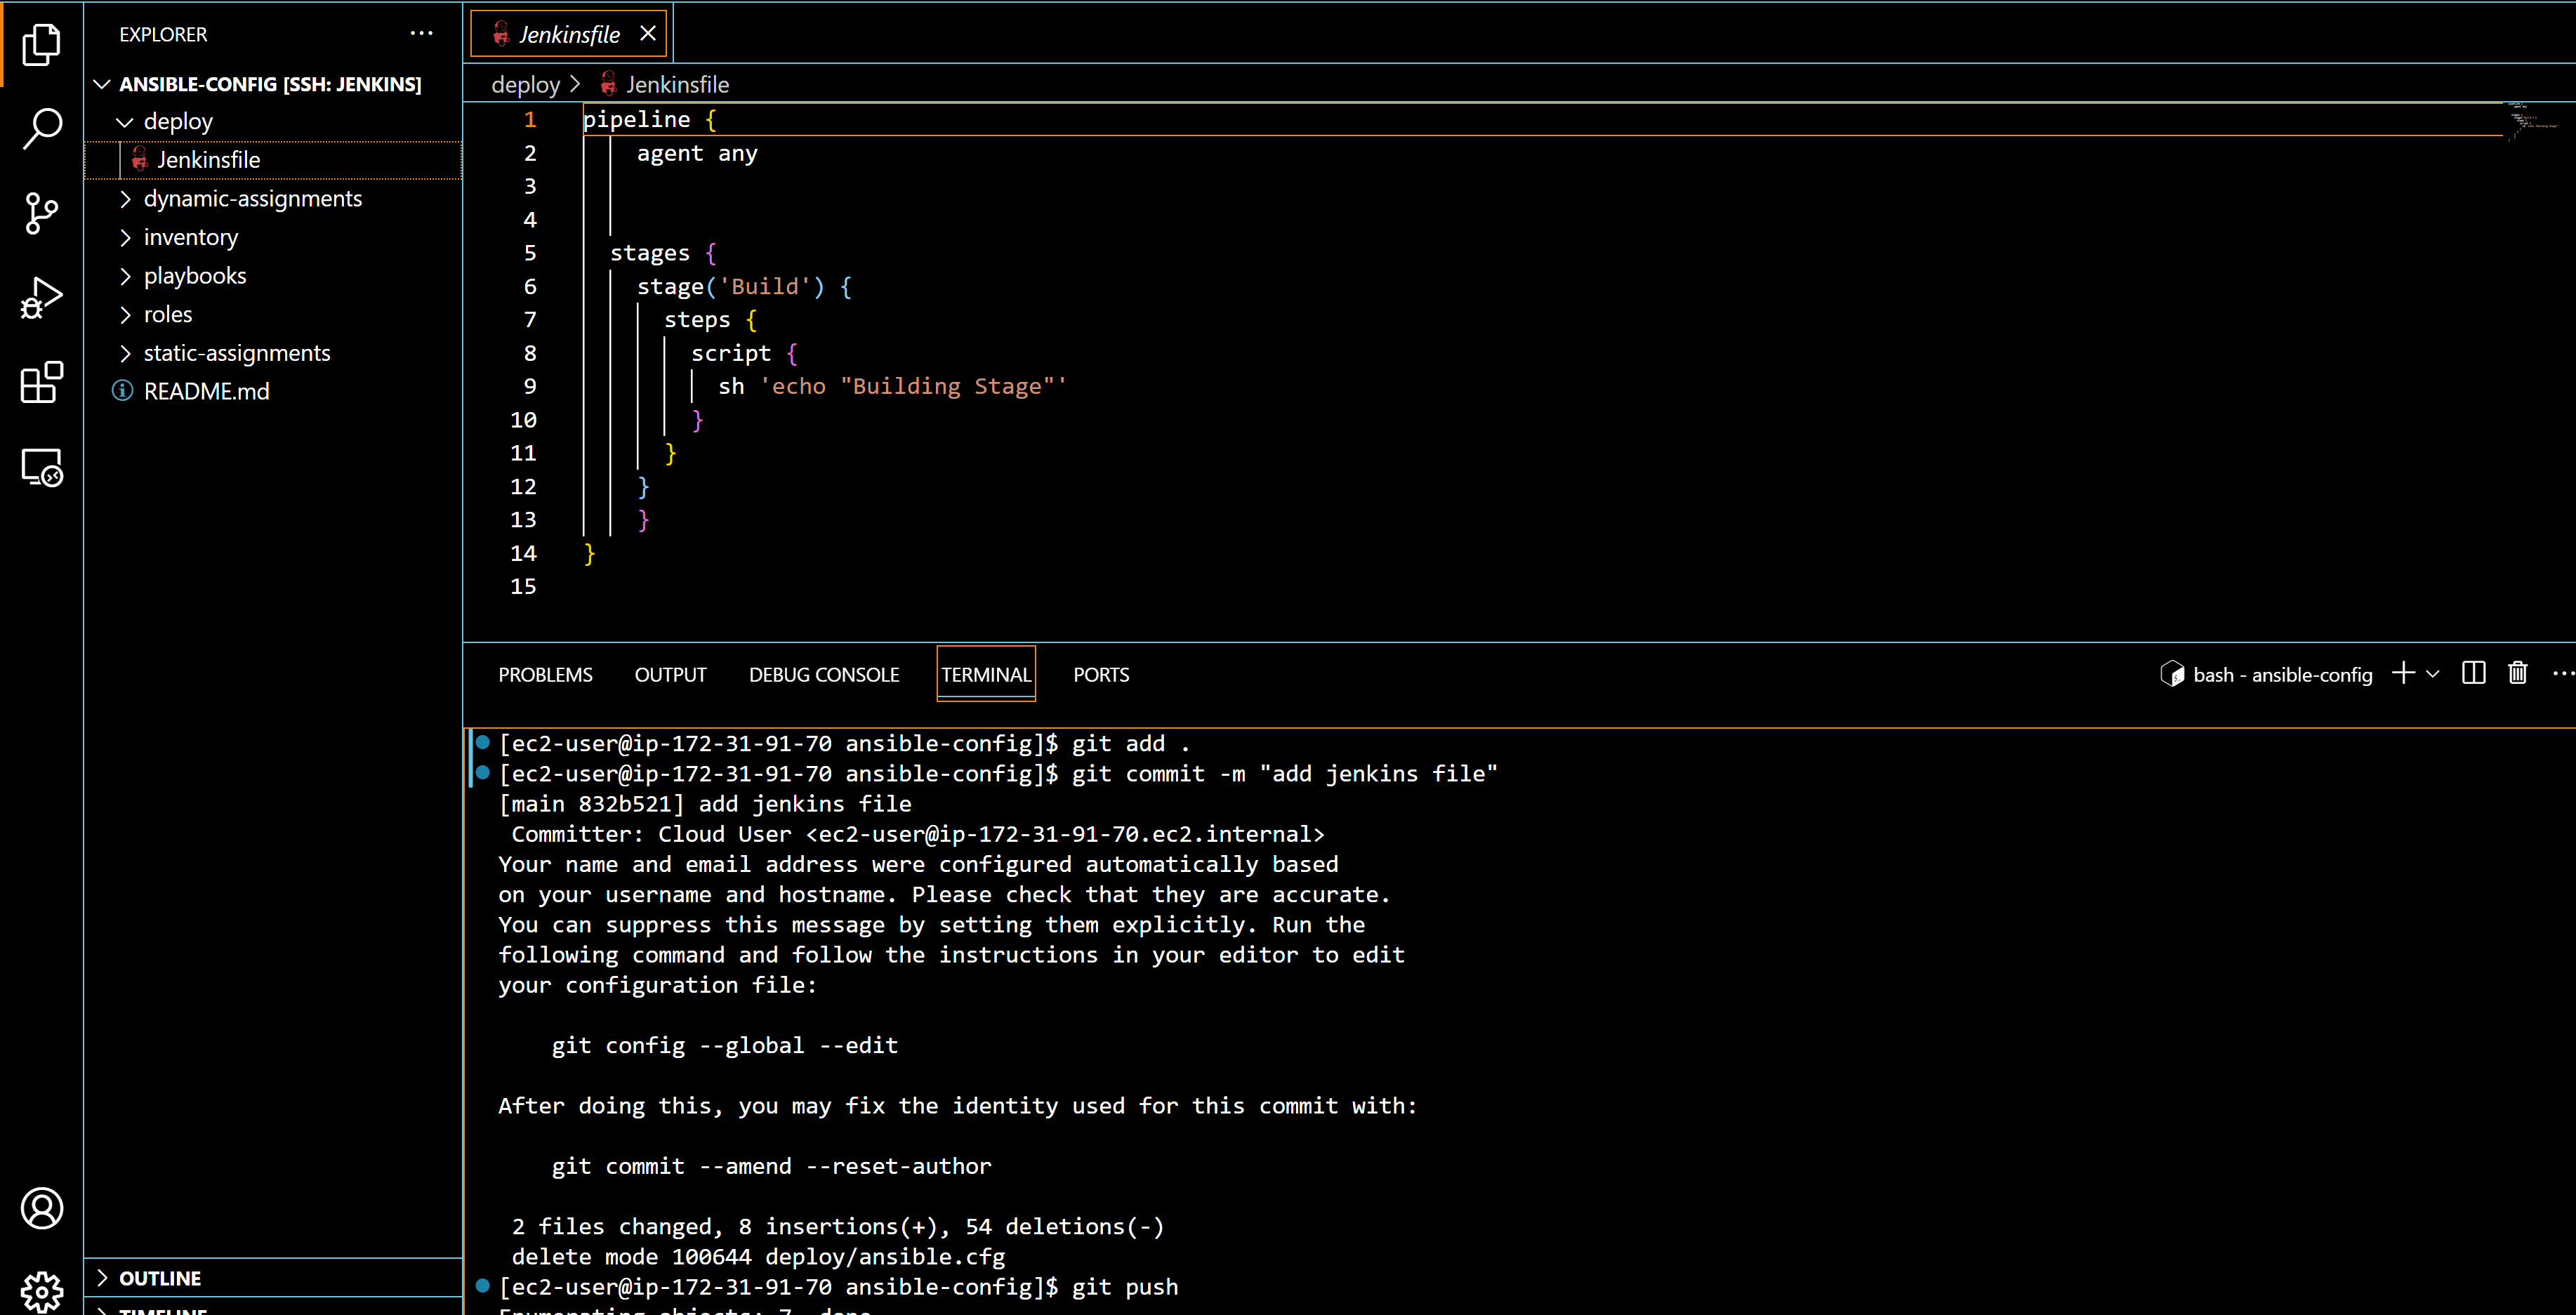 EXPLORER
ANSIBLE-CONFIG [SSH: JENKINS]
deploy
Jenkinsfile
dynamic-assignments
inventory
playbooks
roles
static-assignments
README.md
OUTLINE
TIMELINE
Jenkinsfile
deploy > Jenkinsfile
1 pipeline {
2 agent any
3
4
5 stages {
6 stage('Build') {
7 steps {
8 script {
9 sh 'echo "Building Stage"'
10 }
11 }
12 }
13 }
14 }
15
PROBLEMS OUTPUT DEBUG CONSOLE TERMINAL PORTS bash - ansible-config
[ec2-user@ip-172-31-91-70 ansible-config]$ git add .
[ec2-user@ip-172-31-91-70 ansible-config]$ git commit -m "add jenkins file"
[main 832b521] add jenkins file
Committer: Cloud User <ec2-user@ip-172-31-91-70.ec2.internal>
Your name and email address were configured automatically based
on your username and hostname. Please check that they are accurate.
You can suppress this message by setting them explicitly. Run the
following command and follow the instructions in your editor to edit
your configuration file:
git config --global --edit
After doing this, you may fix the identity used for this commit with:
git commit --amend --reset-author
2 files changed, 8 insertions(+), 54 deletions(-)
delete mode 100644 deploy/ansible.cfg
[ec2-user@ip-172-31-91-70 ansible-config]$ git push
Enumerating objects: 7, done.